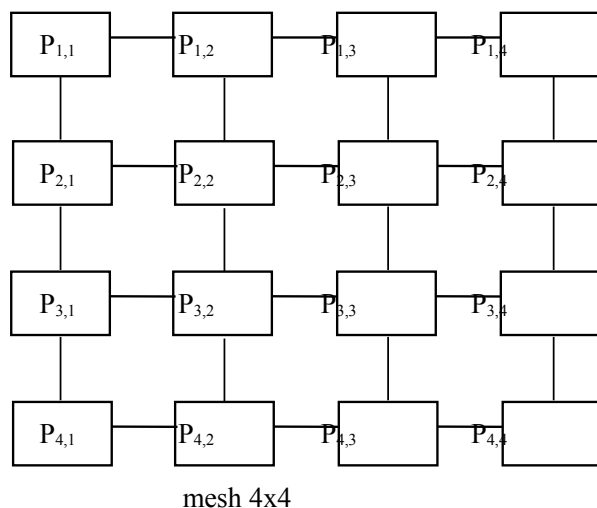 P1,1 P1,2 P1,3 P1,4
P2,1 P2,2 P2,3 P2,4
P3,1 P3,2 P3,3 P3,4
P4,1 P4,2 P4,3 P4,4
mesh 4x4